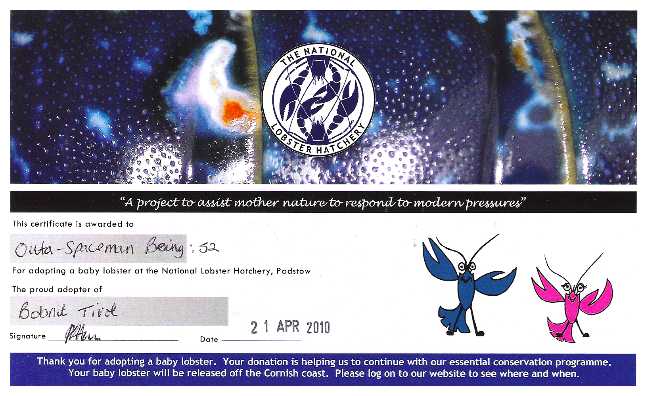 THE NATIONAL
LOBSTER HATCHERY
"A project to assist mother nature to respond to modern pressures"
This certificate is awarded to
Outa-Spaceman Being: 52
For adopting a baby lobster at the National Lobster Hatchery, Padstow
The proud adopter of
Bobnit Tivol
Signature
Date 21 APR 2010
Thank you for adopting a baby lobster. Your donation is helping us to continue with our essential conservation programme.
Your baby lobster will be released off the Cornish coast. Please log on to our website to see where and when.